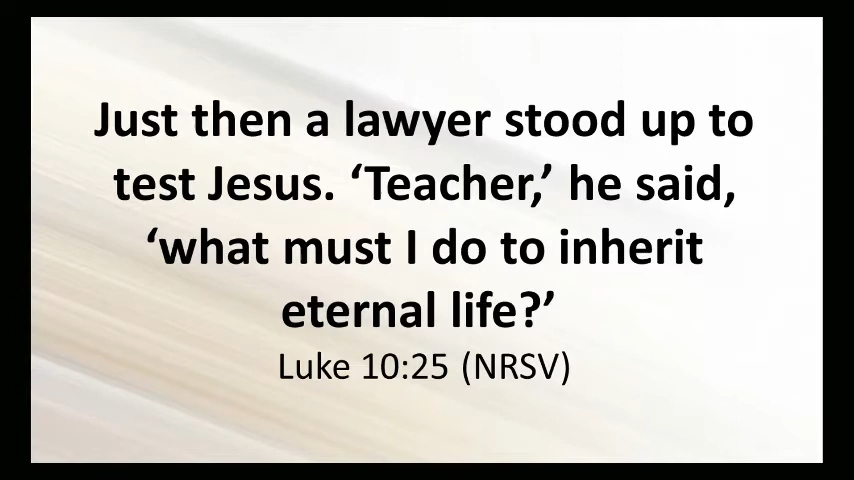 Just then a lawyer stood up to
test Jesus. ‘Teacher,’ he said,
‘what must I do to inherit
eternal life?’
Luke 10:25 (NRSV)